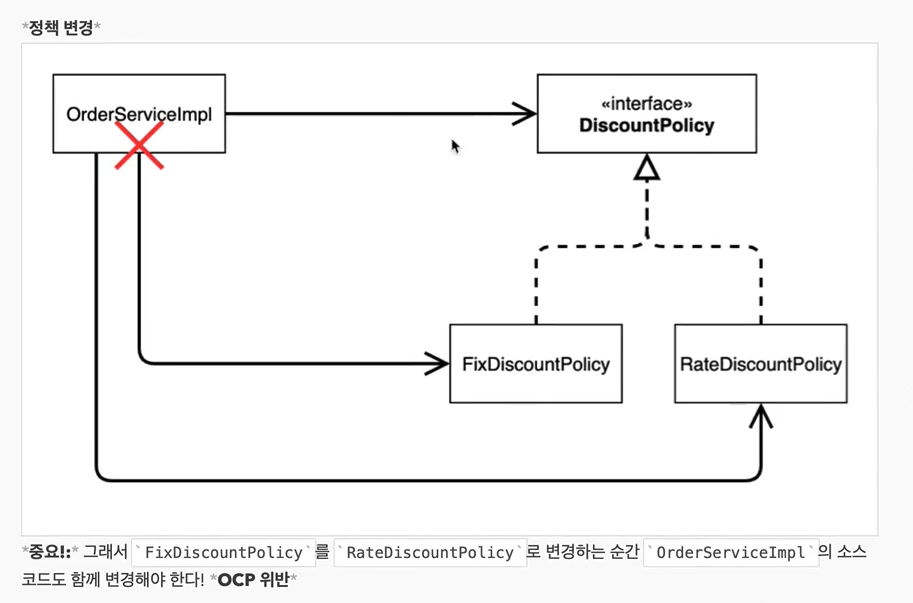 *정책 변경*
OrderServiceImpl
«interface»
DiscountPolicy
FixDiscountPolicy
RateDiscountPolicy
*중요!:* 그래서 `FixDiscountPolicy`를 `RateDiscountPolicy`로 변경하는 순간 `OrderServiceImpl`의 소스
코드도 함께 변경해야 한다! *OCP 위반*